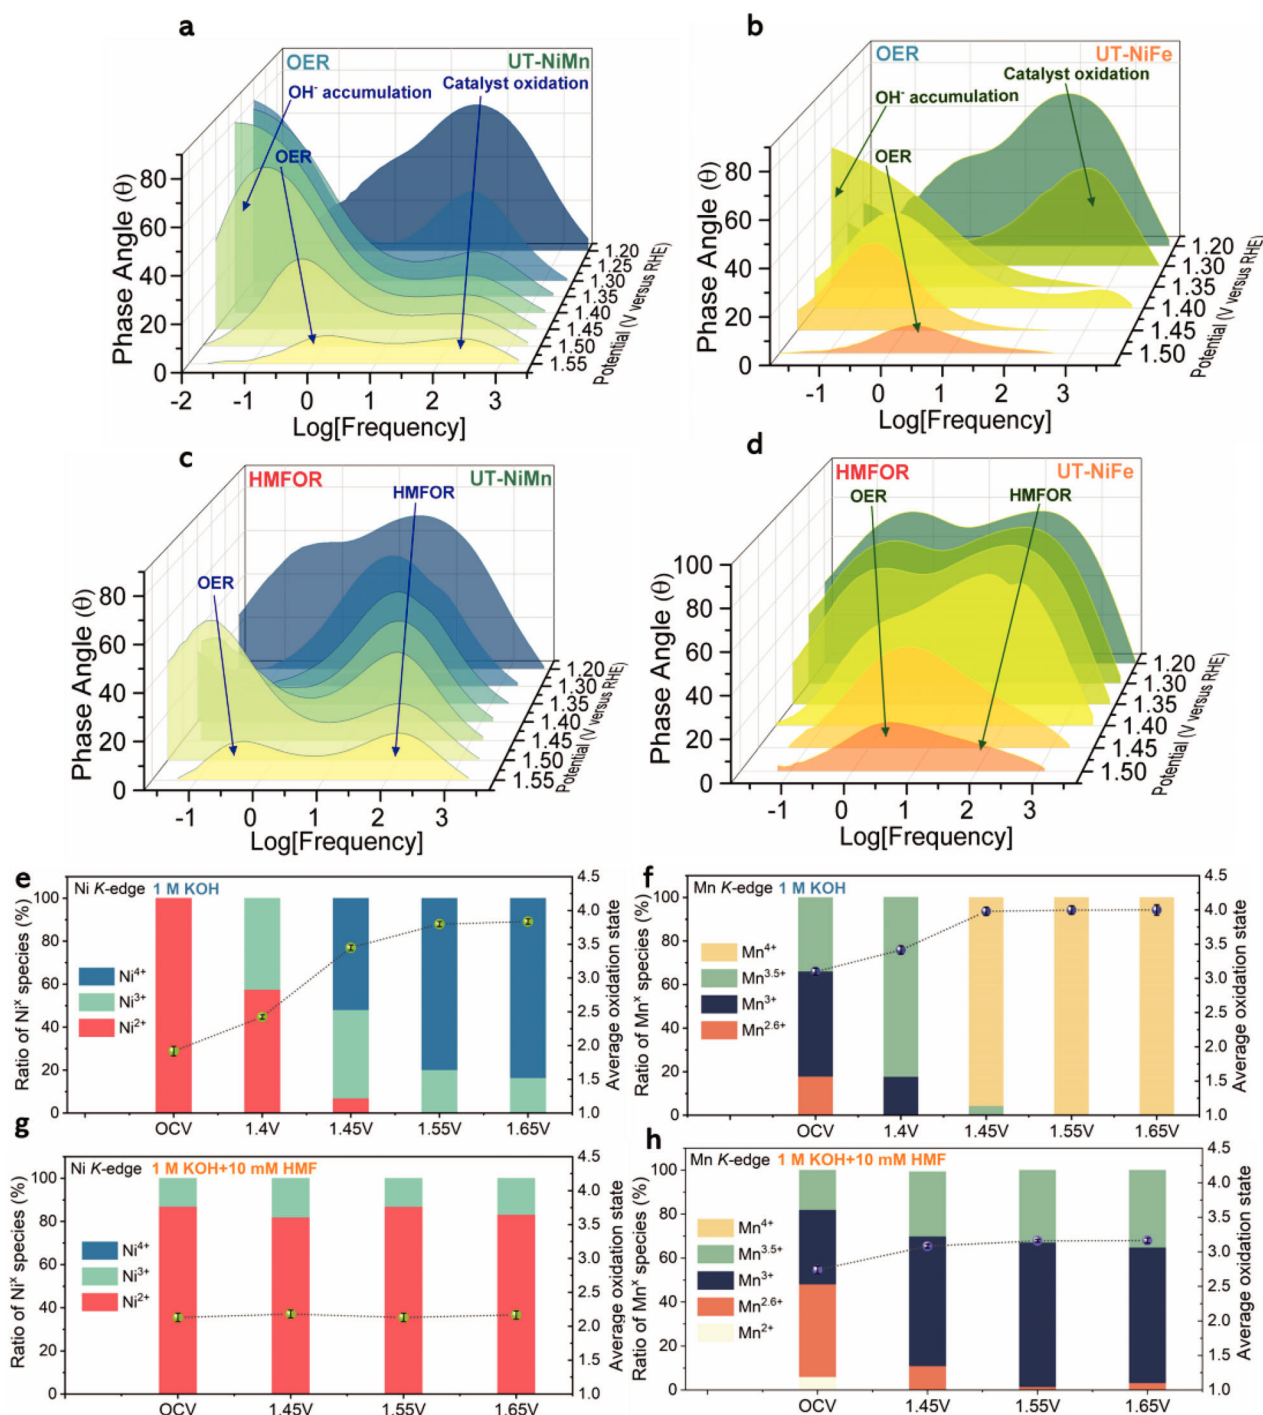 a
OER
UT-NiMn
OH⁻ accumulation
Catalyst oxidation
OER
Phase Angle (θ)
80
60
40
20
0
-2 -1 0 1 2 3
Log[Frequency]
1.20
1.25
1.30
1.35
1.40
1.45
1.50
1.55
Potential (V versus RHE)
b
OER
UT-NiFe
Catalyst oxidation
OH⁻ accumulation
OER
Phase Angle (θ)
80
60
40
20
0
-1 0 1 2 3
Log[Frequency]
1.20
1.30
1.35
1.40
1.45
1.50
Potential (V versus RHE)
c
HMFOR
UT-NiMn
HMFOR
OER
Phase Angle (θ)
80
60
40
20
0
-1 0 1 2 3
Log[Frequency]
1.20
1.30
1.35
1.40
1.45
1.50
1.55
Potential (V versus RHE)
d
HMFOR
UT-NiFe
OER
HMFOR
Phase Angle (θ)
100
80
60
40
20
0
-1 0 1 2 3
Log[Frequency]
1.20
1.30
1.35
1.40
1.45
1.50
Potential (V versus RHE)
e
Ni K-edge 1 M KOH
Ratio of Niˣ species (%)
100
80
60
40
20
0
Ni⁴⁺
Ni³⁺
Ni²⁺
OCV 1.4V 1.45V 1.55V 1.65V
4.5
4.0
3.5
3.0
2.5
2.0
1.5
1.0
Average oxidation state
f
Mn K-edge 1 M KOH
Ratio of Mnˣ species (%)
100
80
60
40
20
0
Mn⁴⁺
Mn³·⁵⁺
Mn³⁺
Mn²·⁶⁺
OCV 1.4V 1.45V 1.55V 1.65V
4.5
4.0
3.5
3.0
2.5
2.0
1.5
1.0
Average oxidation state
g
Ni K-edge 1 M KOH+10 mM HMF
Ratio of Niˣ species (%)
100
80
60
40
20
0
Ni⁴⁺
Ni³⁺
Ni²⁺
OCV 1.45V 1.55V 1.65V
4.5
4.0
3.5
3.0
2.5
2.0
1.5
1.0
Average oxidation state
h
Mn K-edge 1 M KOH+10 mM HMF
Ratio of Mnˣ species (%)
100
80
60
40
20
0
Mn⁴⁺
Mn³·⁵⁺
Mn³⁺
Mn²·⁶⁺
Mn²⁺
OCV 1.45V 1.55V 1.65V
4.5
4.0
3.5
3.0
2.5
2.0
1.5
1.0
Average oxidation state